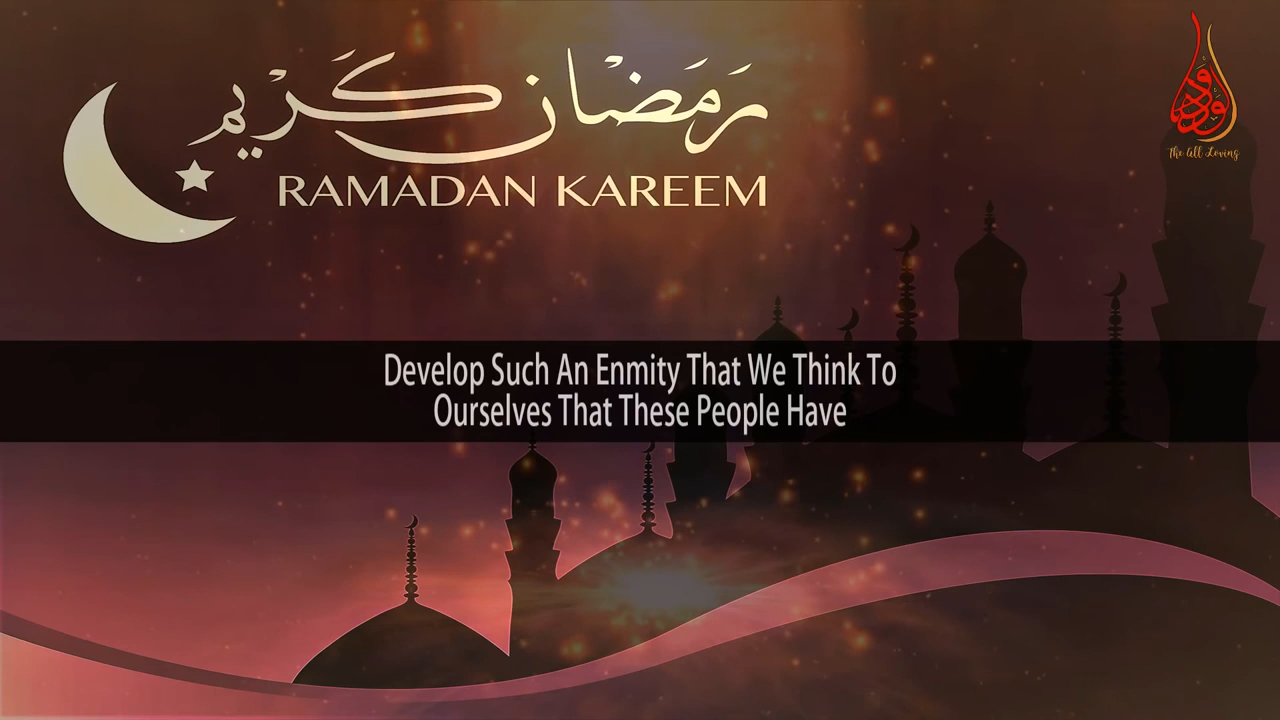 رَمَضَان كَرْيم
RAMADAN KAREEM
الودود
The All Loving
Develop Such An Enmity That We Think To
Ourselves That These People Have